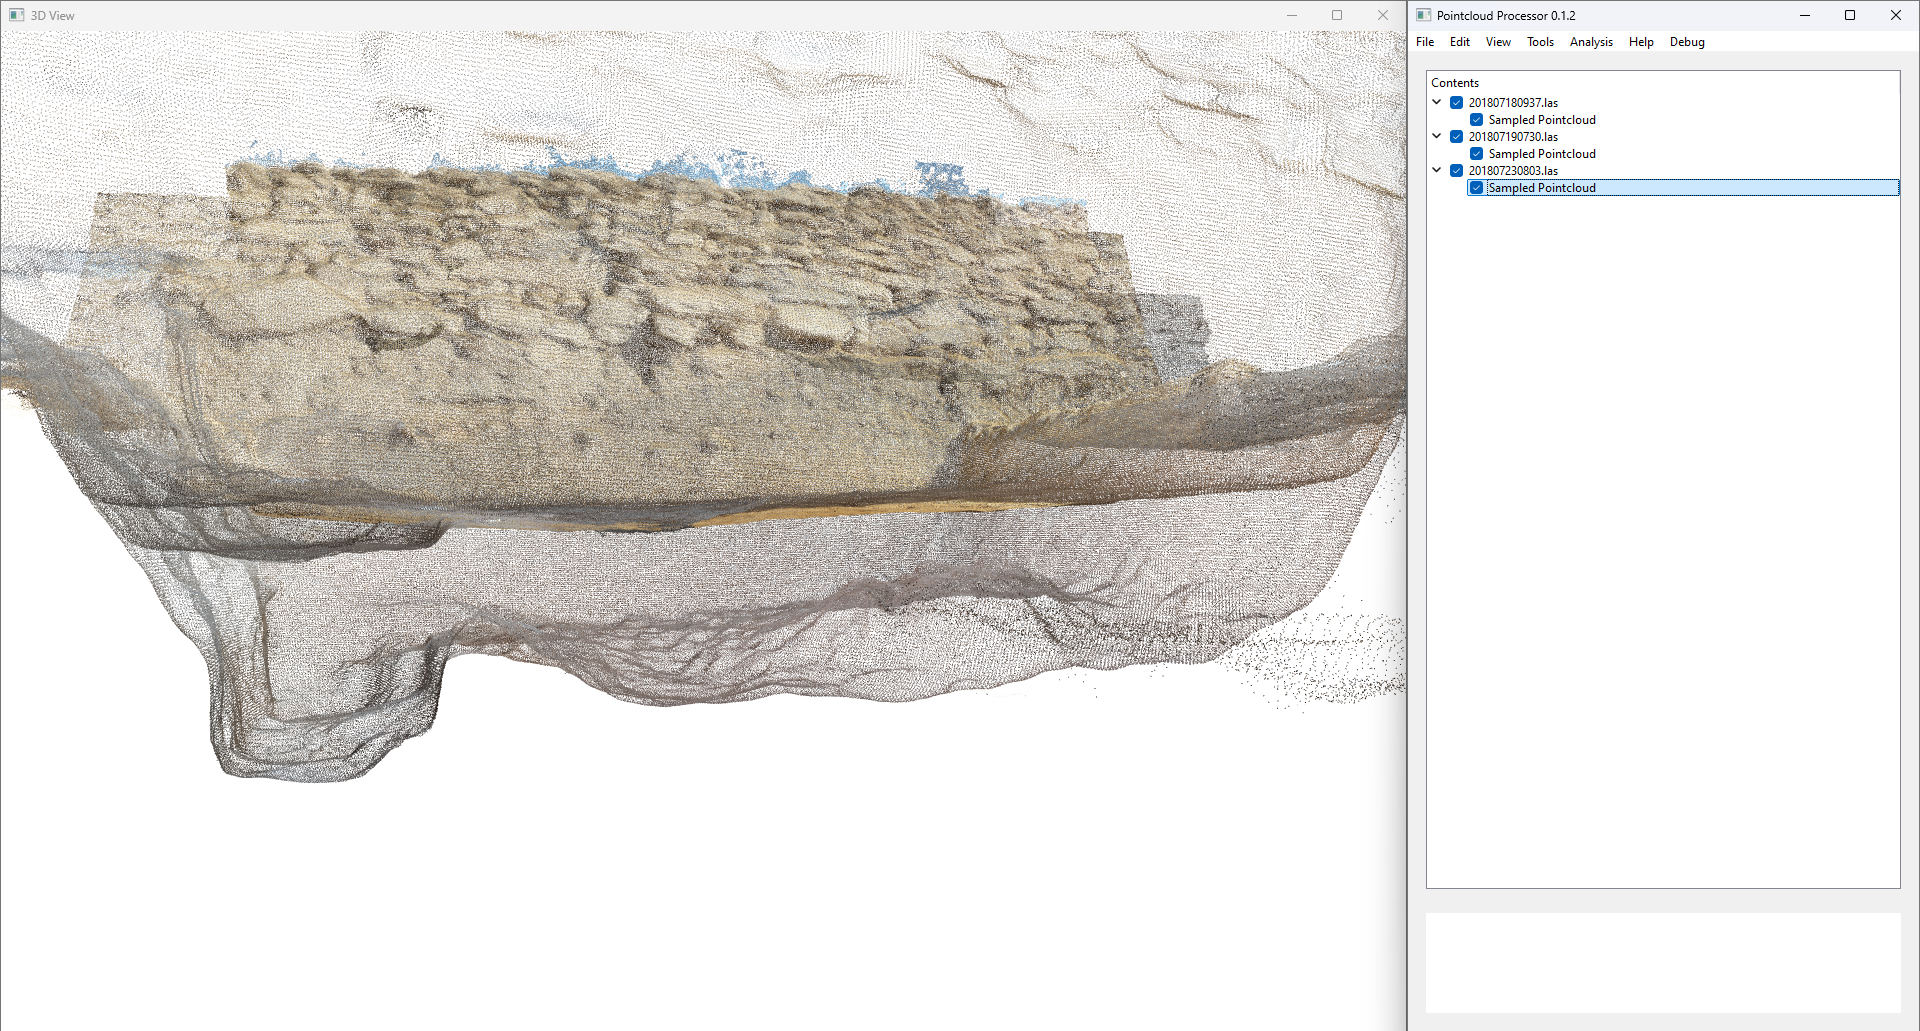 3D View
Pointcloud Processor 0.1.2
File Edit View Tools Analysis Help Debug
Contents
201807180937.las
Sampled Pointcloud
201807190730.las
Sampled Pointcloud
201807230803.las
Sampled Pointcloud